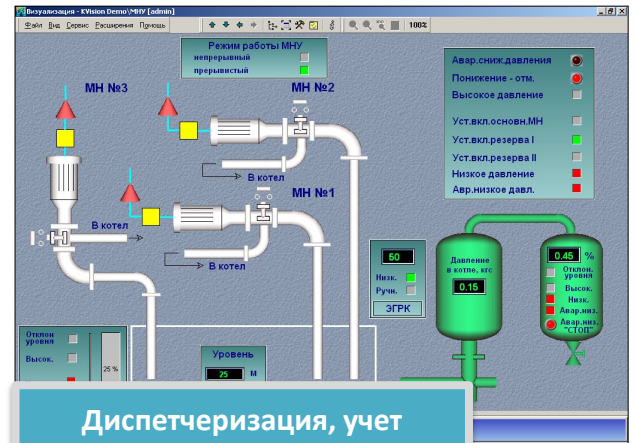 Визуализация - KVision Demo\МНУ [admin]
Файл Вид Сервис Расширения Помощь
100%
Режим работы МНУ
непрерывный
прерывистый
МН №3
МН №2
МН №1
В котел
В котел
В котел
Авар.сниж.давления
Понижение - отм.
Высокое давление
Уст.вкл.основн.МН
Уст.вкл.резерва I
Уст.вкл.резерва II
Низкое давление
Авр.низкое давл.
50
Низк.
Ручн.
ЭГРК
Давление
в котле, кгс
0.15
0.45 %
Отклон.
уровня
Высок.
Низк.
Авар.низ.
Авар.низ.
"СТОП"
Отклон
уровня
Высок.
25 %
Уровень
25 М
Диспетчеризация, учет